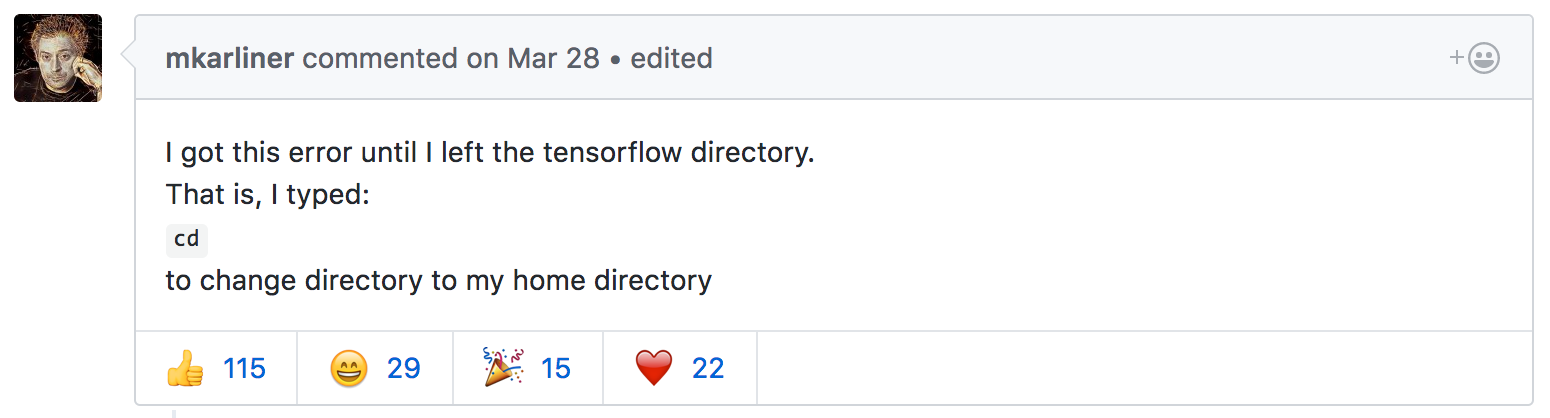 mkarliner commented on Mar 28 • edited
I got this error until I left the tensorflow directory.
That is, I typed:
cd
to change directory to my home directory
👍 115 😄 29 🎉 15 ❤️ 22